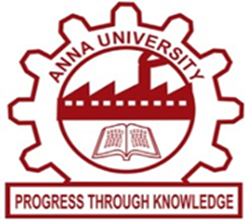 ANNA UNIVERSITY
PROGRESS THROUGH KNOWLEDGE